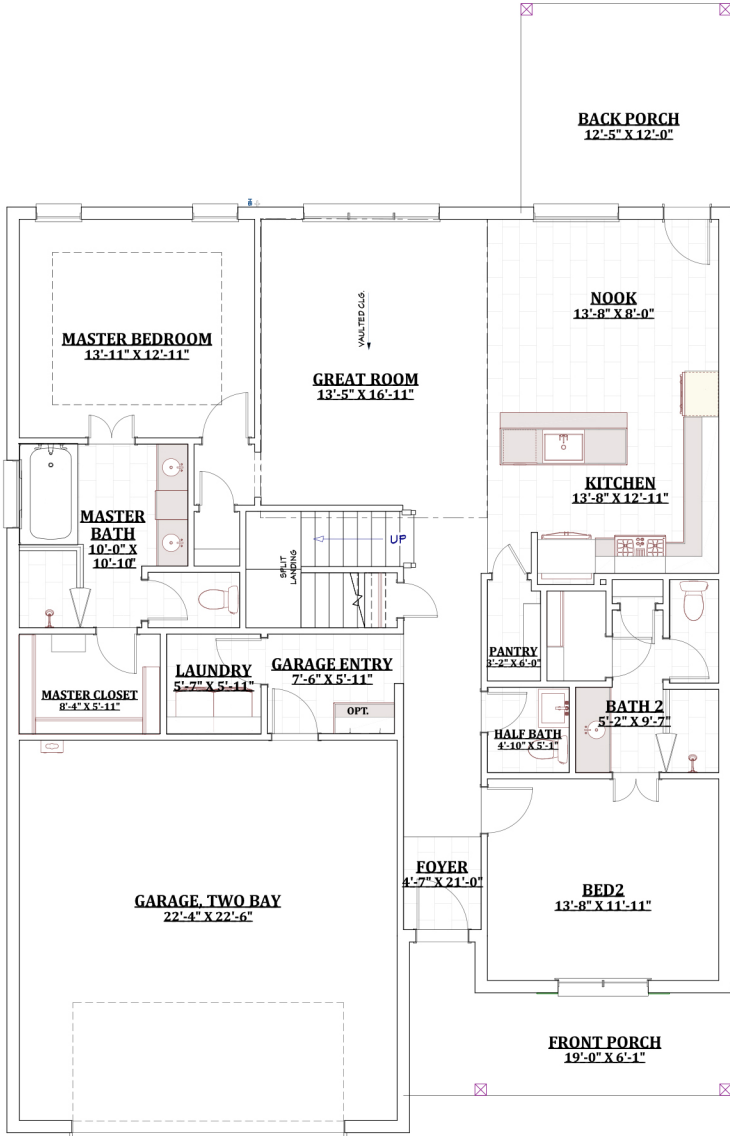 BACK PORCH
12'-5" X 12'-0"
NOOK
13'-8" X 8'-0"
VAULTED CLG.
MASTER BEDROOM
13'-11" X 12'-11"
GREAT ROOM
13'-5" X 16'-11"
KITCHEN
13'-8" X 12'-11"
MASTER
BATH
10'-0" X
10'-10"
UP
SPLIT
LANDING
PANTRY
3'-2" X 6'-0"
LAUNDRY
5'-7" X 5'-11"
GARAGE ENTRY
7'-6" X 5'-11"
MASTER CLOSET
8'-4" X 5'-11"
OPT.
BATH 2
5'-2" X 9'-7"
HALF BATH
4'-10" X 5'-1"
FOYER
4'-7" X 21'-0"
BED2
13'-8" X 11'-11"
GARAGE, TWO BAY
22'-4" X 22'-6"
FRONT PORCH
19'-0" X 6'-1"